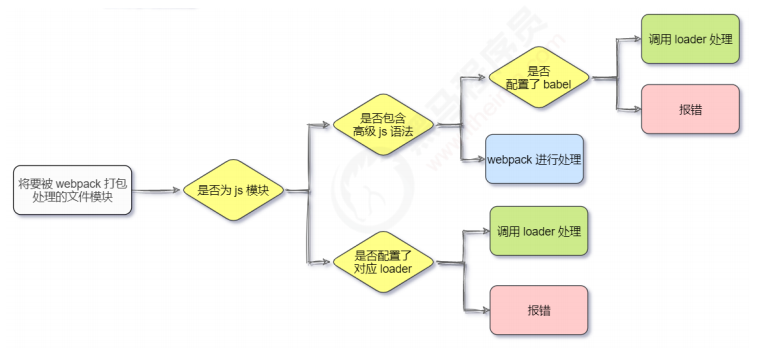 将要被 webpack 打包
处理的文件模块
是否为 js 模块
是否包含
高级 js 语法
是否
配置了 babel
调用 loader 处理
报错
webpack 进行处理
是否配置了
对应 loader
调用 loader 处理
报错